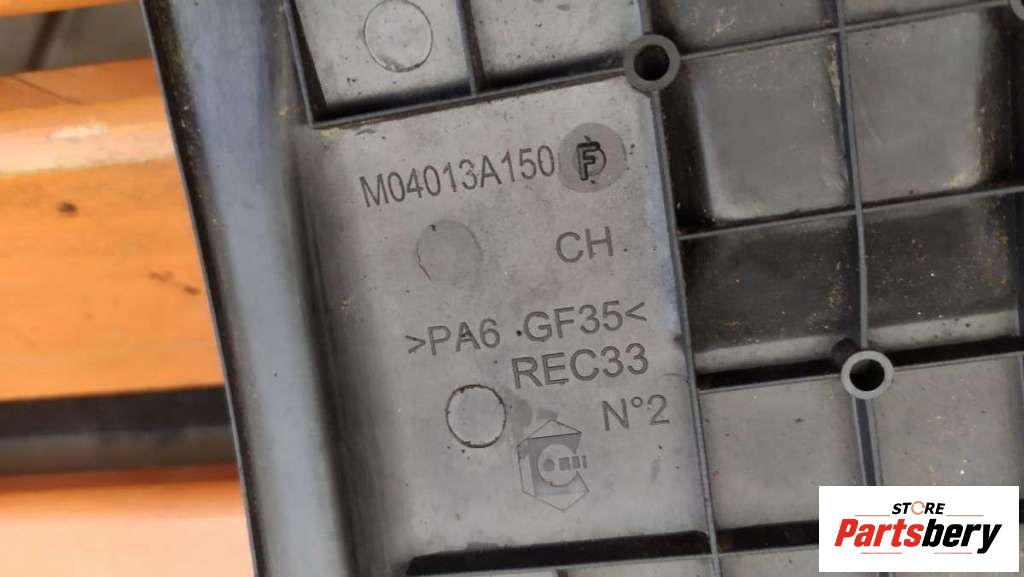 M04013A150
CH
>PA6 .GF35<
REC33
N°2
STORE
Partsbery